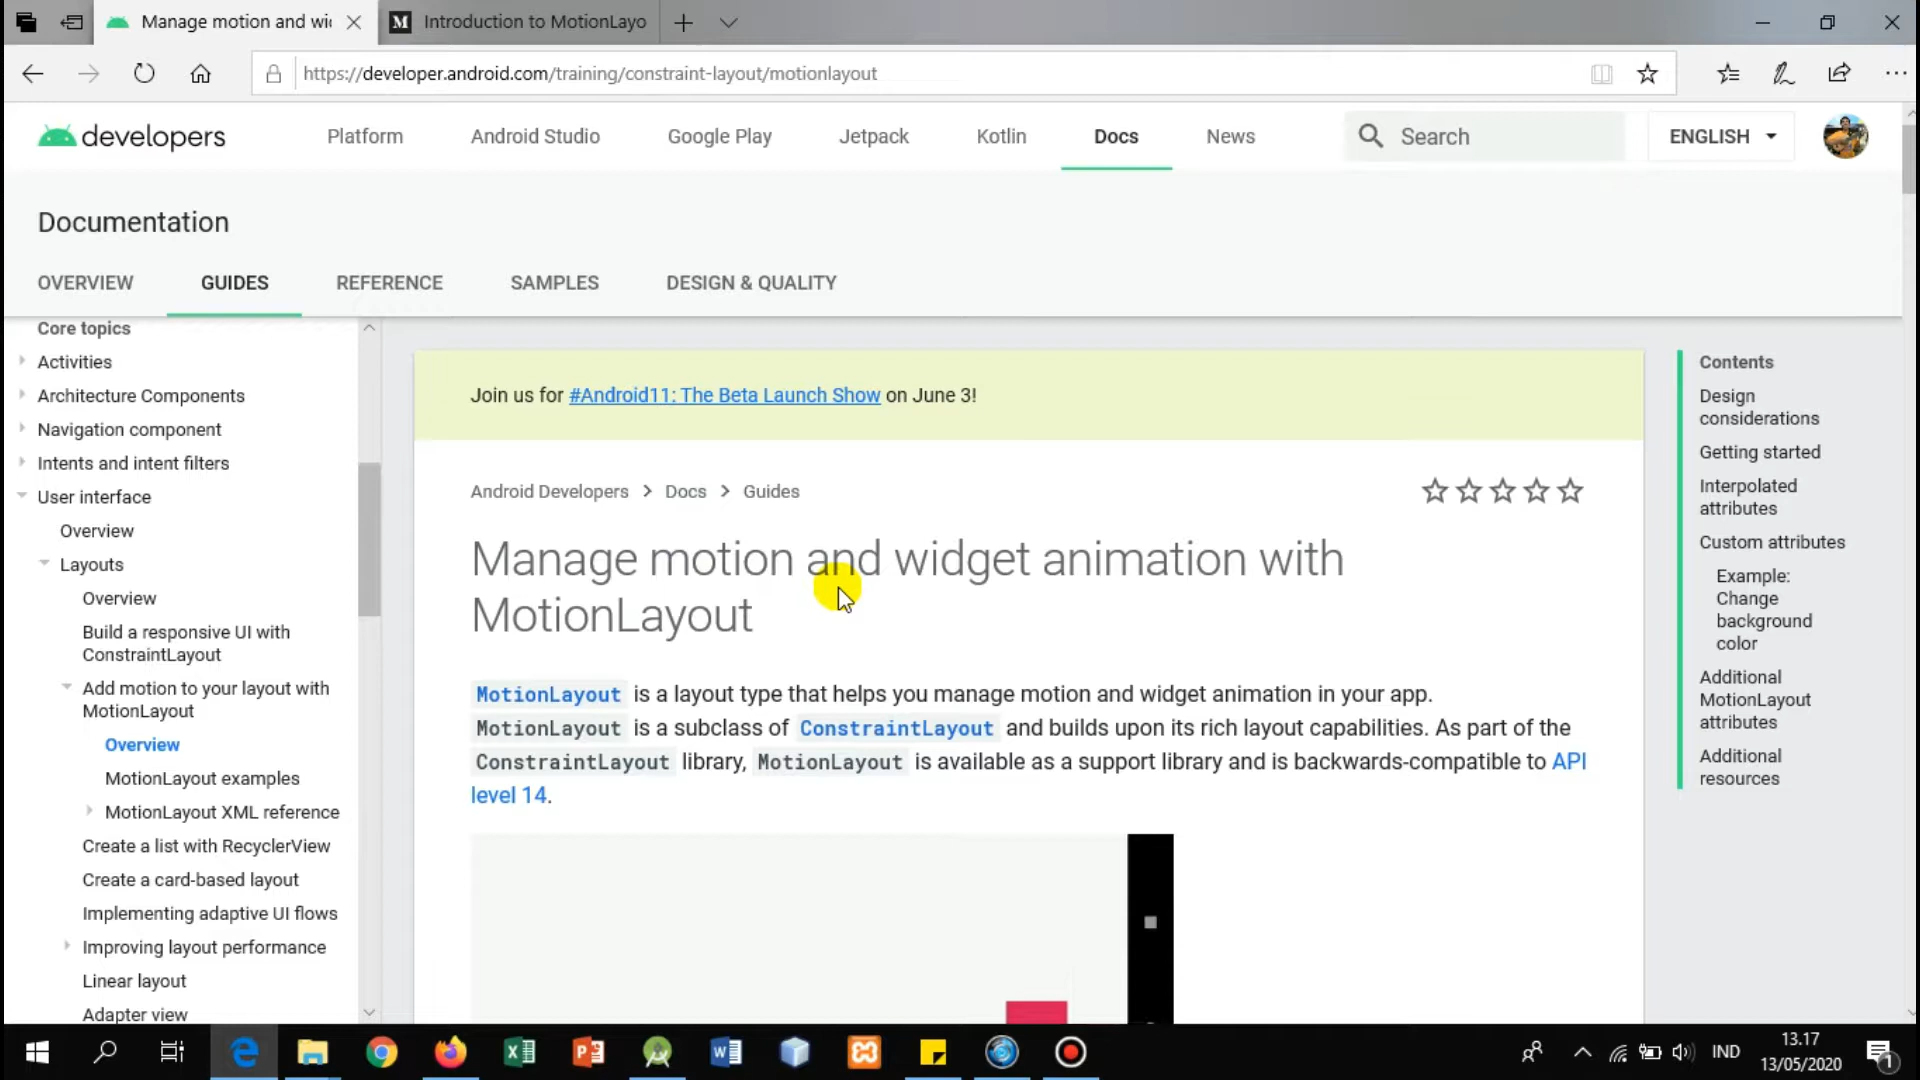 Manage motion and wi
M Introduction to MotionLayo
https://developer.android.com/training/constraint-layout/motionlayout
developers
Platform
Android Studio
Google Play
Jetpack
Kotlin
Docs
News
Search
ENGLISH
Documentation
OVERVIEW
GUIDES
REFERENCE
SAMPLES
DESIGN & QUALITY
Core topics
Activities
Architecture Components
Navigation component
Intents and intent filters
User interface
Overview
Layouts
Overview
Build a responsive UI with
ConstraintLayout
Add motion to your layout with
MotionLayout
Overview
MotionLayout examples
MotionLayout XML reference
Create a list with RecyclerView
Create a card-based layout
Implementing adaptive UI flows
Improving layout performance
Linear layout
Adapter view
Join us for #Android11: The Beta Launch Show on June 3!
Android Developers > Docs > Guides
Manage motion and widget animation with
MotionLayout
MotionLayout is a layout type that helps you manage motion and widget animation in your app.
MotionLayout is a subclass of ConstraintLayout and builds upon its rich layout capabilities. As part of the
ConstraintLayout library, MotionLayout is available as a support library and is backwards-compatible to API
level 14.
Contents
Design
considerations
Getting started
Interpolated
attributes
Custom attributes
Example:
Change
background
color
Additional
MotionLayout
attributes
Additional
resources
IND
13.17
13/05/2020
1